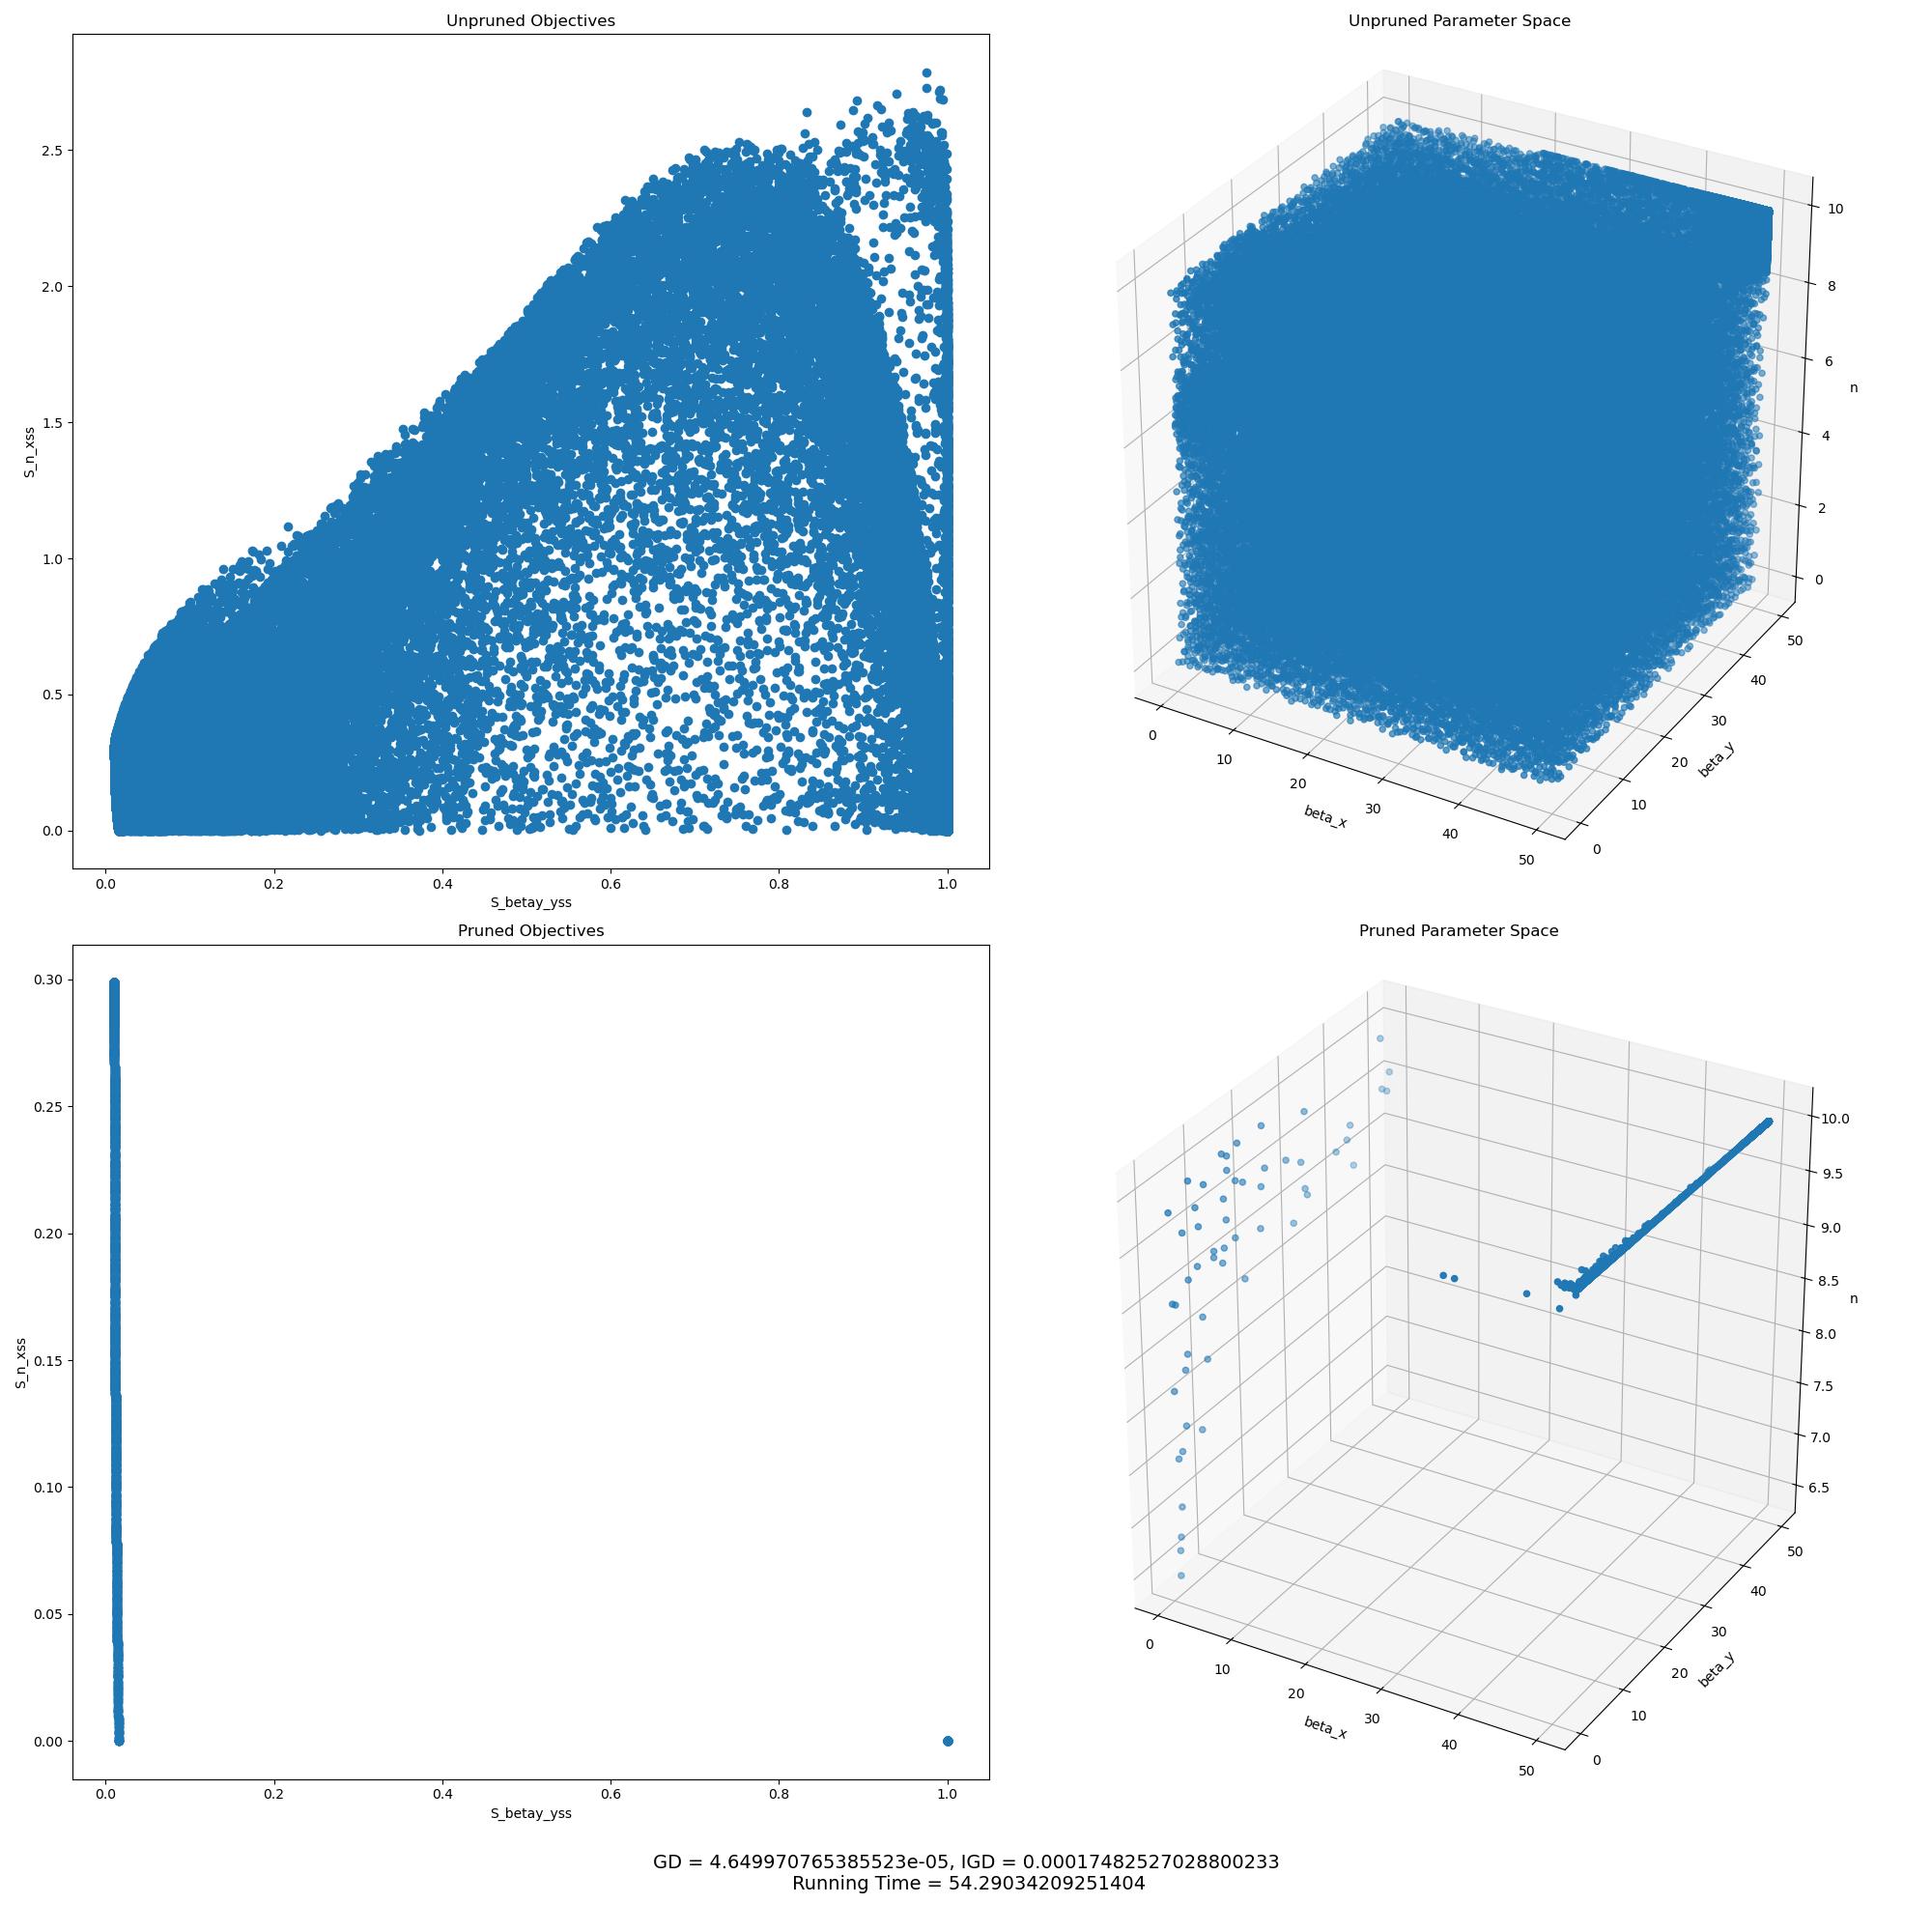 Unpruned Objectives
2.5
2.0
1.5
1.0
0.5
0.0
S_n_xss
0.0 0.2 0.4 0.6 0.8 1.0
S_betay_yss
Unpruned Parameter Space
10
8
6
4
2
0
n
0 10 20 30 40 50
beta_x
0 10 20 30 40 50
beta_y
Pruned Objectives
0.30
0.25
0.20
0.15
0.10
0.05
0.00
S_n_xss
0.0 0.2 0.4 0.6 0.8 1.0
S_betay_yss
Pruned Parameter Space
10.0
9.5
9.0
8.5
8.0
7.5
7.0
6.5
n
0 10 20 30 40 50
beta_x
0 10 20 30 40 50
beta_y
GD = 4.649970765385523e-05, IGD = 0.00017482527028800233
Running Time = 54.29034209251404